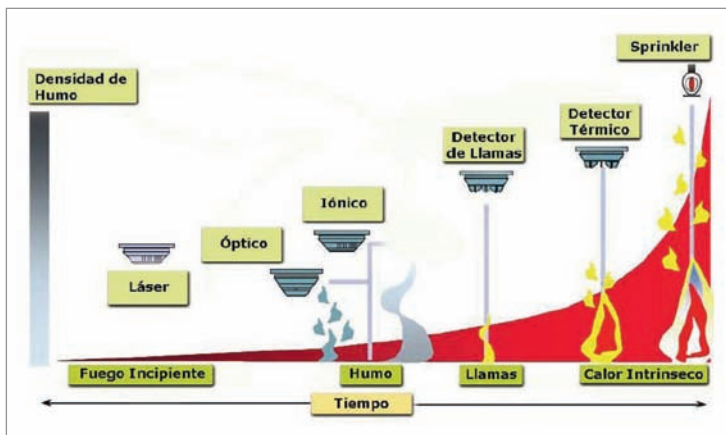 Sprinkler
Densidad de
Humo
Detector
Térmico
Detector
de Llamas
Iónico
Óptico
Láser
Fuego Incipiente
Humo
Llamas
Calor Intrinseco
Tiempo